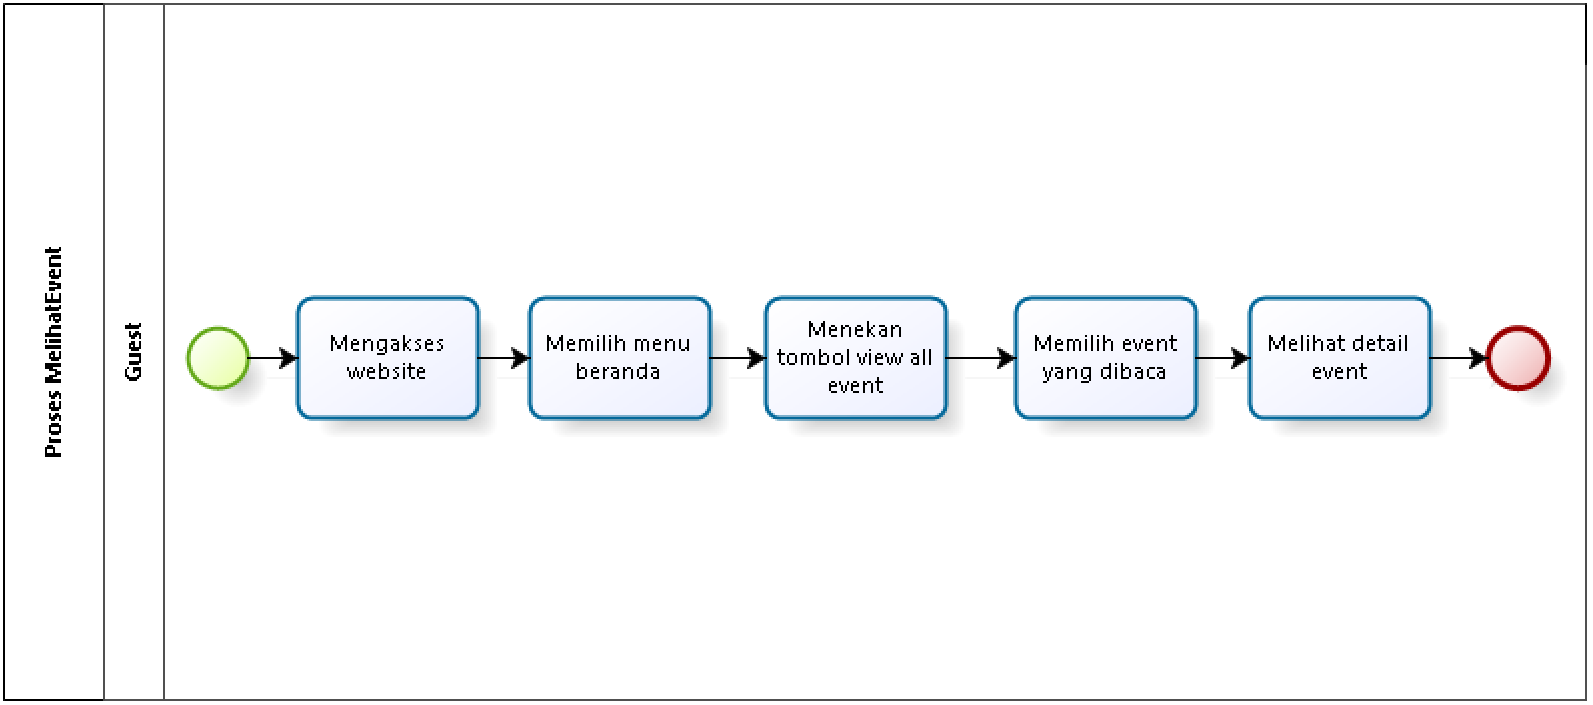 Proses MelihatEvent
Guest
Mengakses
website
Memilih menu
beranda
Menekan
tombol view all
event
Memilih event
yang dibaca
Melihat detail
event